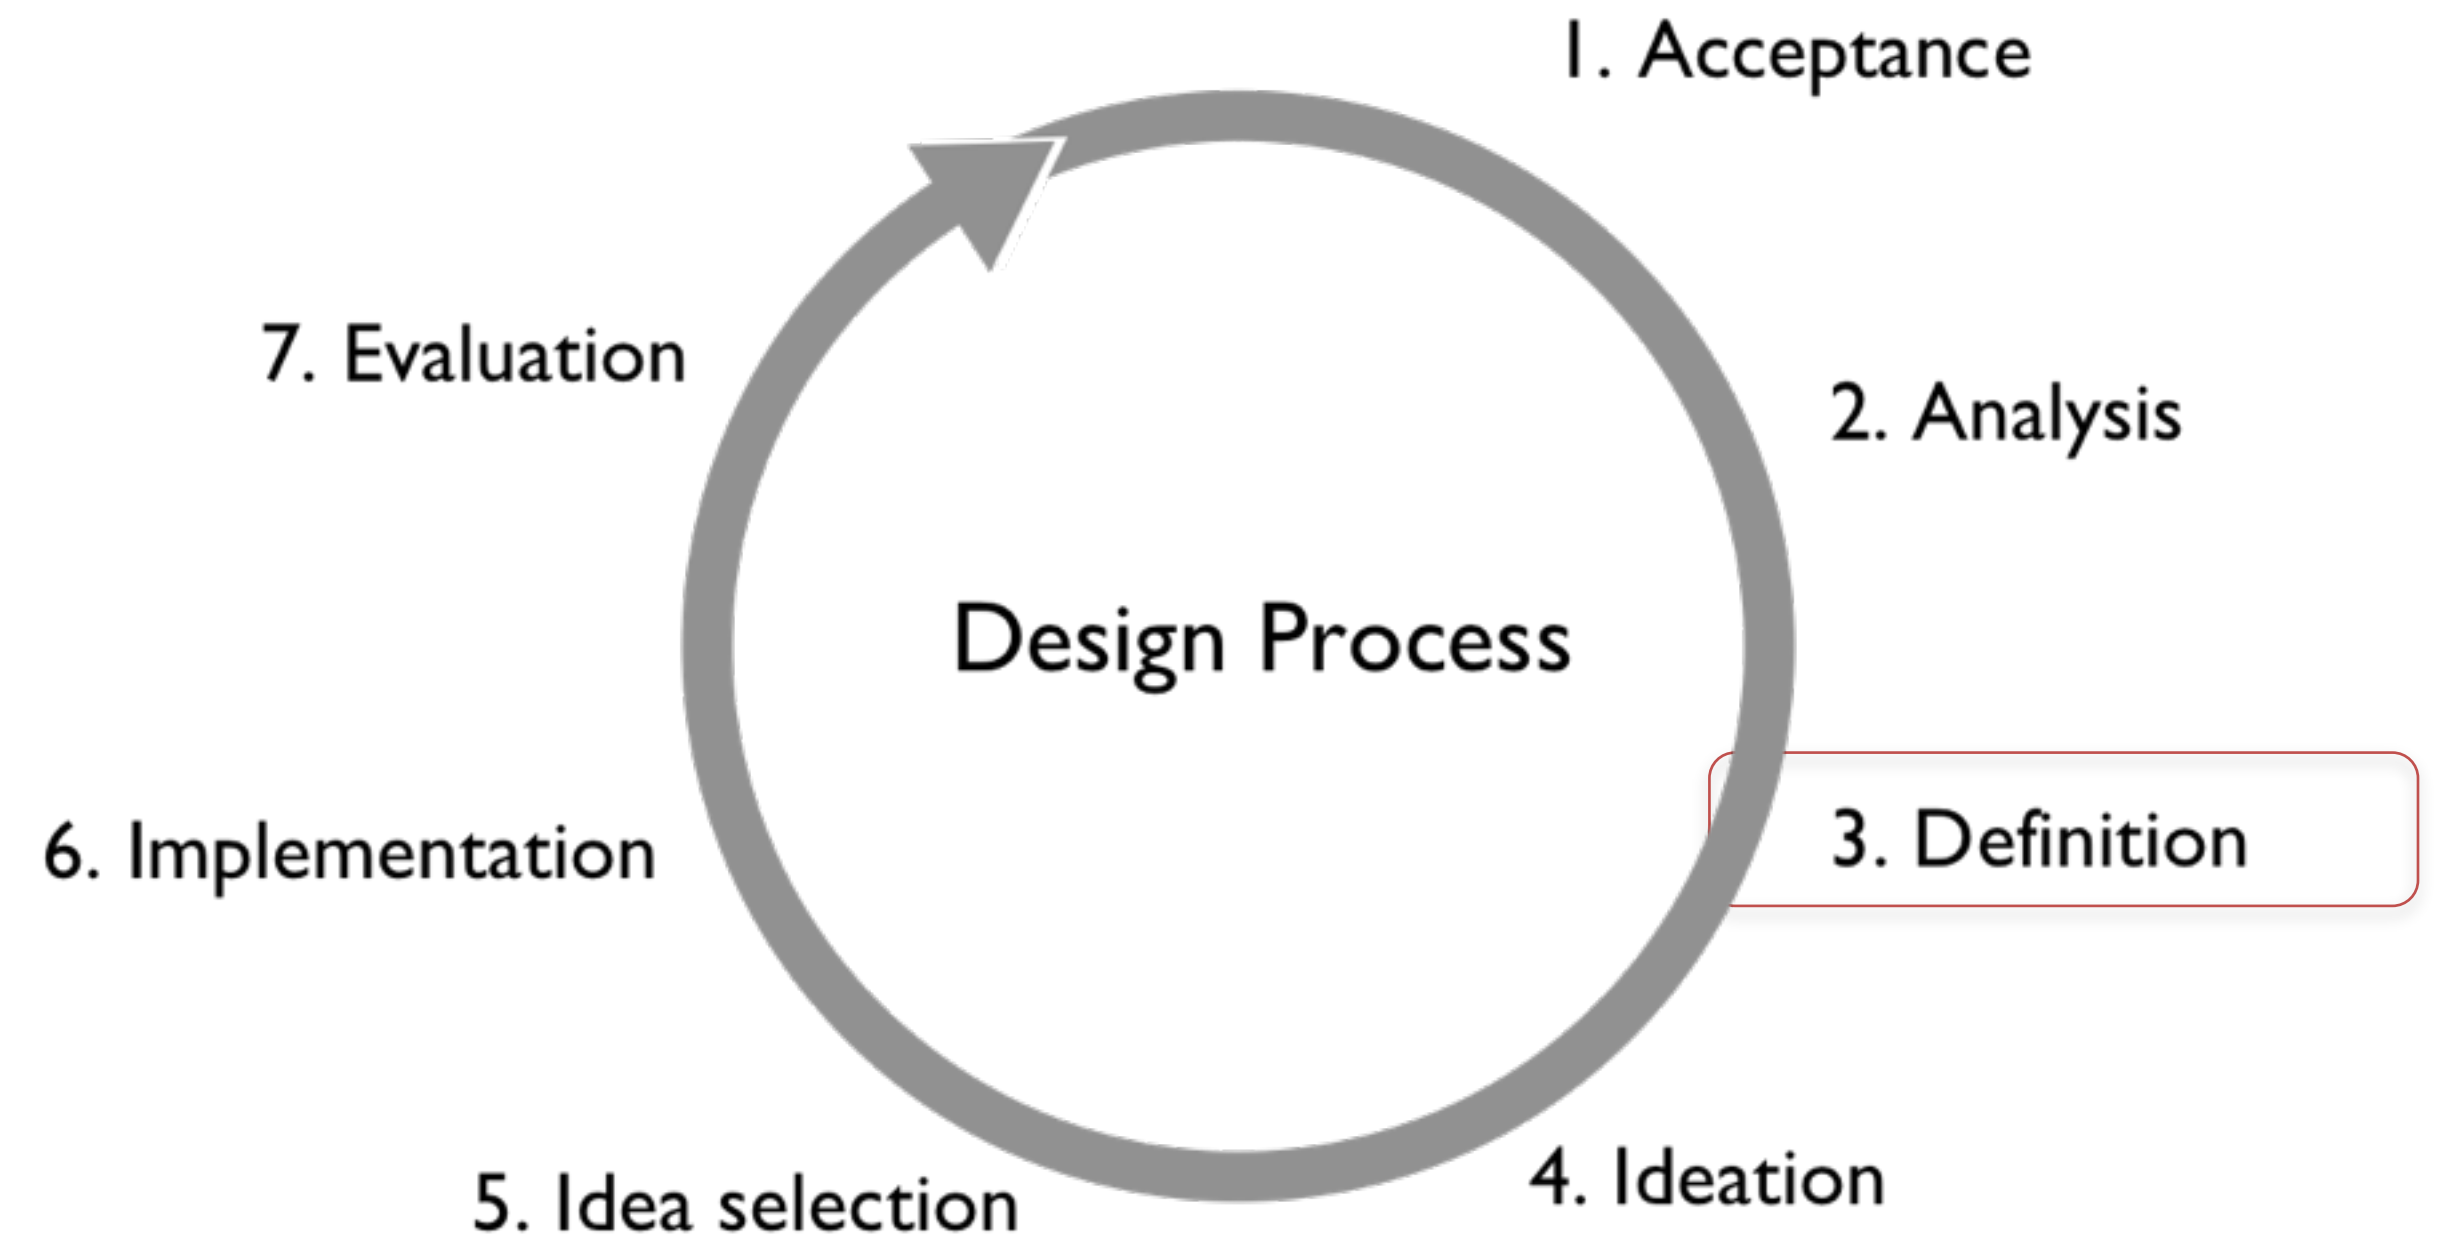 1. Acceptance
2. Analysis
3. Definition
4. Ideation
5. Idea selection
6. Implementation
7. Evaluation
Design Process